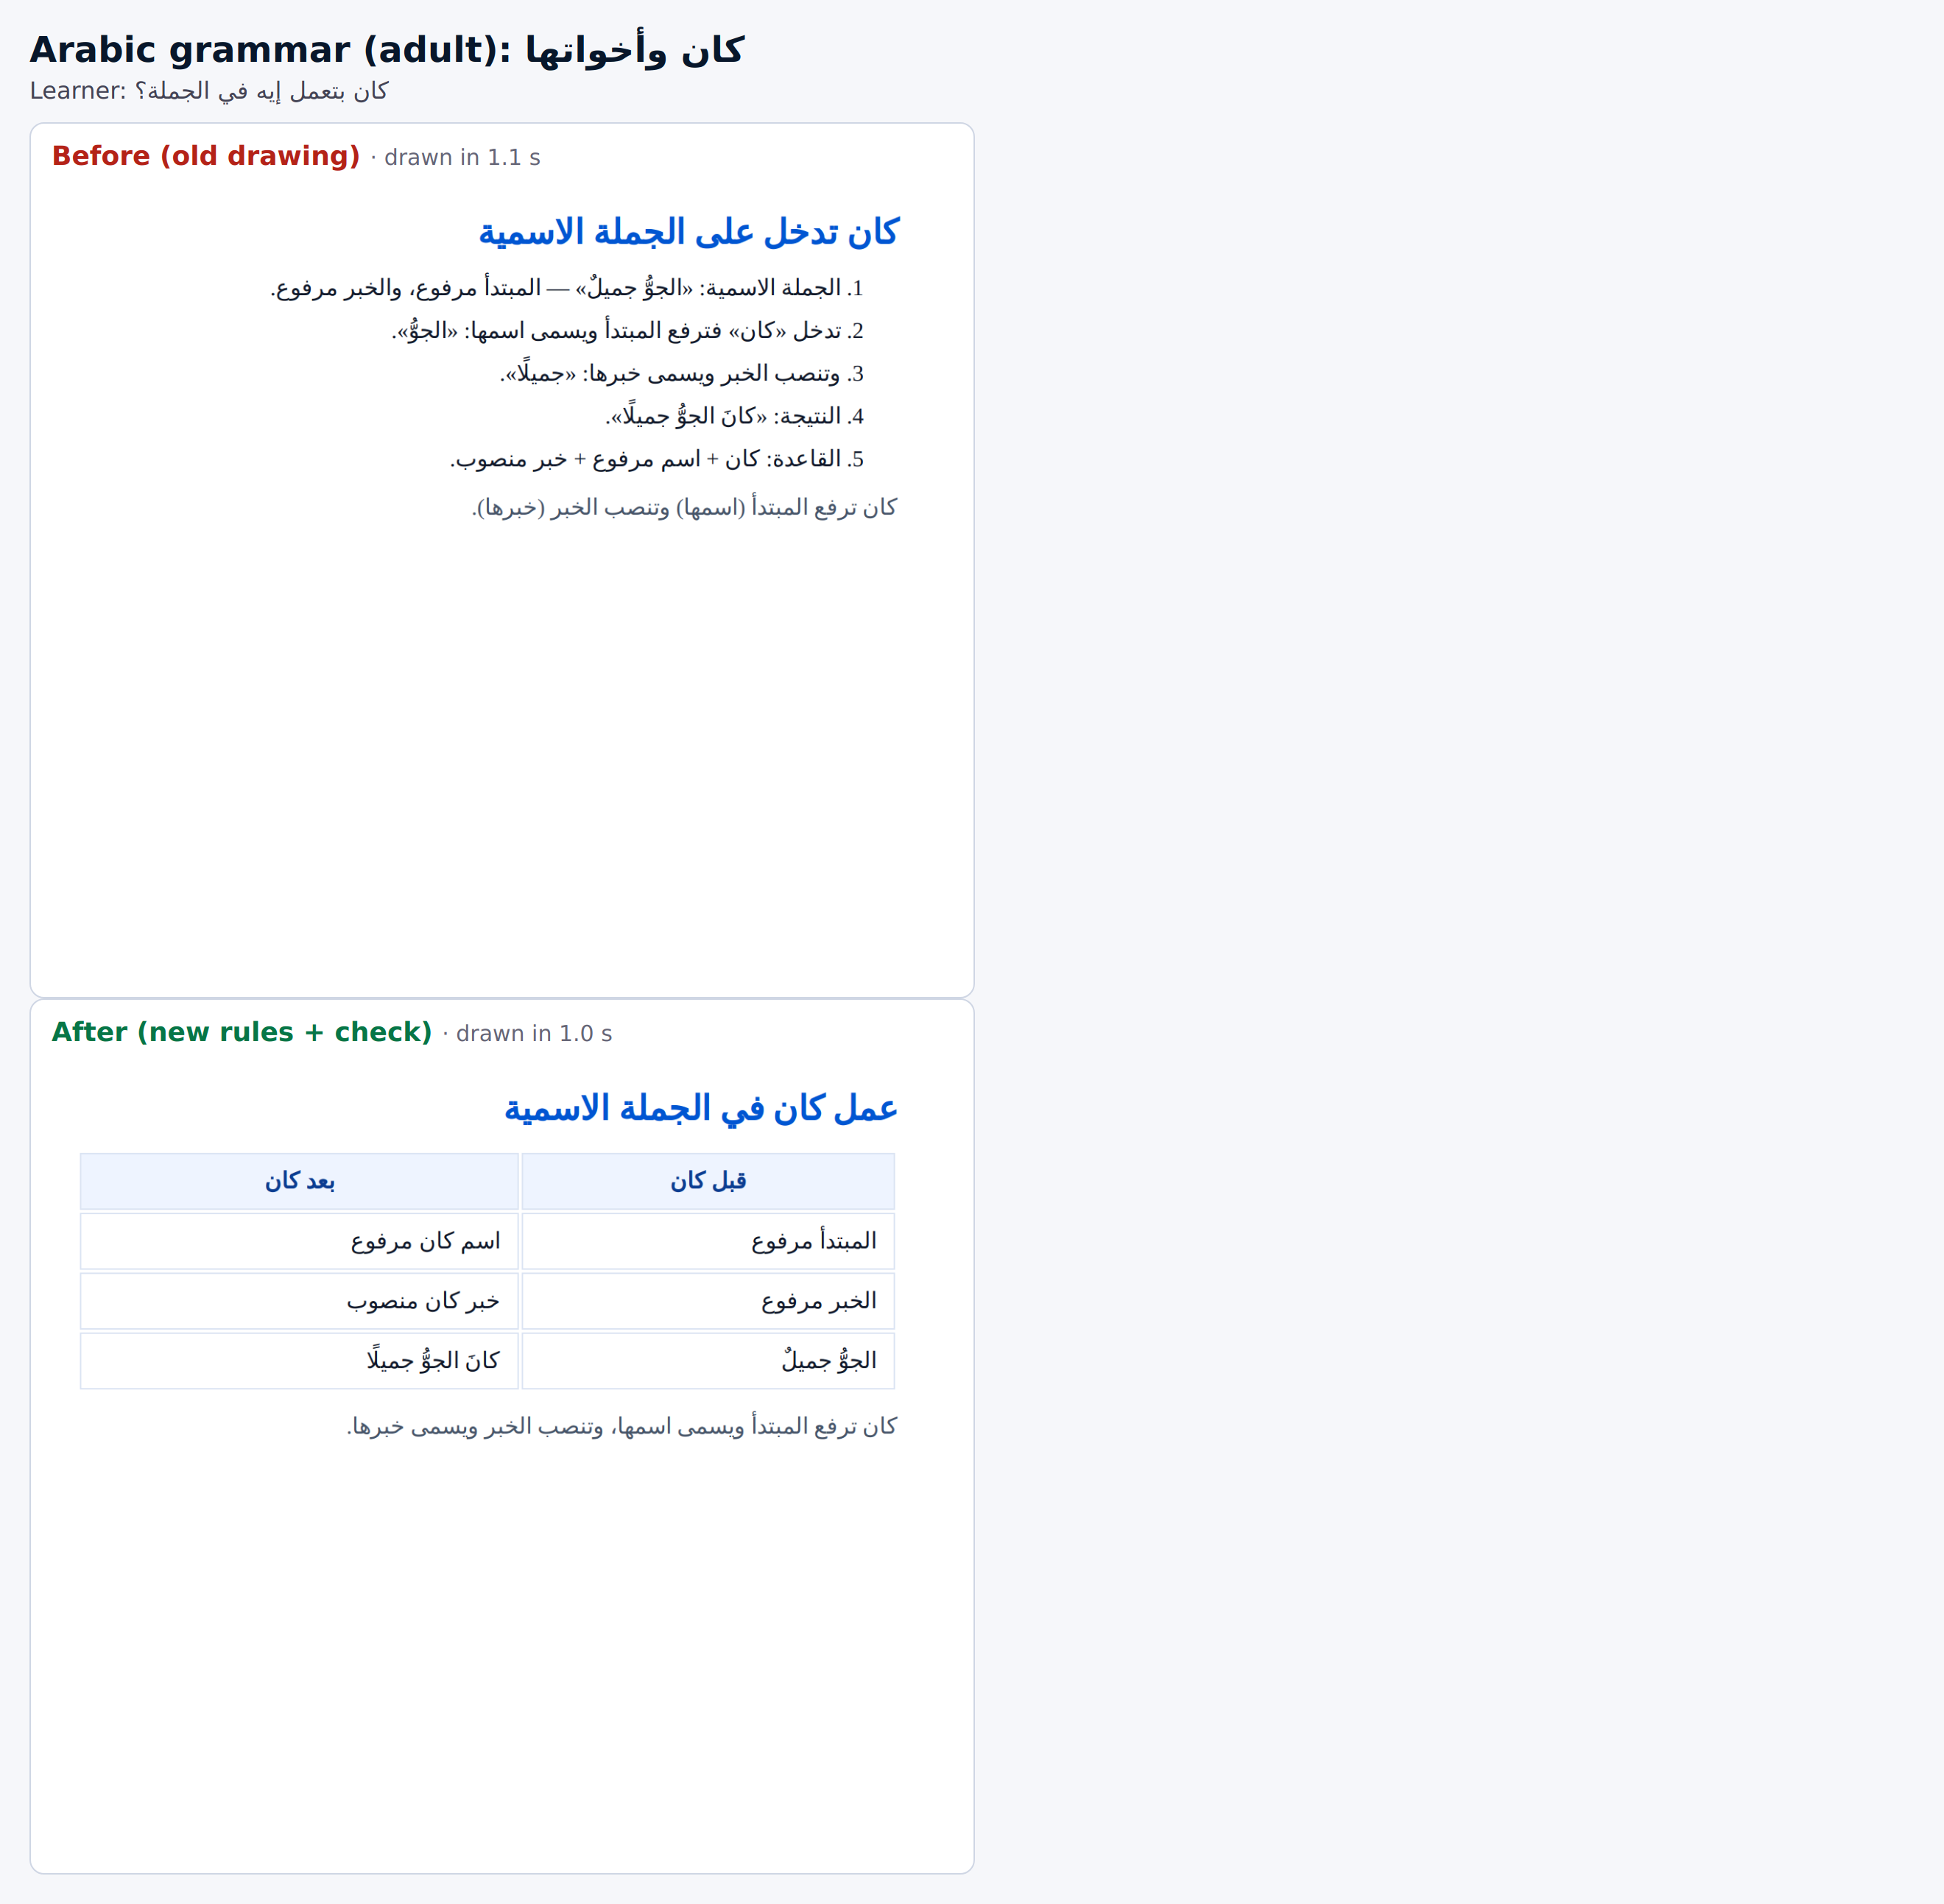 Arabic grammar (adult): كان وأخواتها
Learner: كان بتعمل إيه في الجملة؟
Before (old drawing) · drawn in 1.1 s
كان تدخل على الجملة الاسمية
1. الجملة الاسمية: «الجوُّ جميلٌ» — المبتدأ مرفوع، والخبر مرفوع.
2. تدخل «كان» فترفع المبتدأ ويسمى اسمها: «الجوُّ».
3. وتنصب الخبر ويسمى خبرها: «جميلًا».
4. النتيجة: «كانَ الجوُّ جميلًا».
5. القاعدة: كان + اسم مرفوع + خبر منصوب.
كان ترفع المبتدأ (اسمها) وتنصب الخبر (خبرها).
After (new rules + check) · drawn in 1.0 s
عمل كان في الجملة الاسمية
قبل كان بعد كان
المبتدأ مرفوع اسم كان مرفوع
الخبر مرفوع خبر كان منصوب
الجوُّ جميلٌ كانَ الجوُّ جميلًا
كان ترفع المبتدأ ويسمى اسمها، وتنصب الخبر ويسمى خبرها.